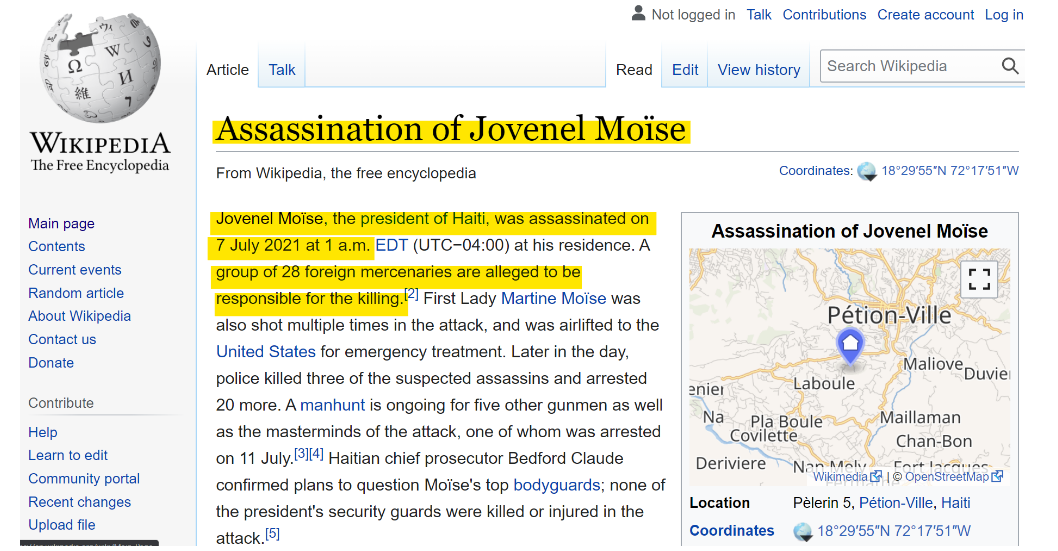 Not logged in Talk Contributions Create account Log in
Article Talk Read Edit View history Search Wikipedia
WIKIPEDIA
The Free Encyclopedia
Main page
Contents
Current events
Random article
About Wikipedia
Contact us
Donate
Contribute
Help
Learn to edit
Community portal
Recent changes
Upload file
Assassination of Jovenel Moïse
From Wikipedia, the free encyclopedia
Coordinates: 18°29′55″N 72°17′51″W
Jovenel Moïse, the president of Haiti, was assassinated on
7 July 2021 at 1 a.m. EDT (UTC−04:00) at his residence. A
group of 28 foreign mercenaries are alleged to be
responsible for the killing.[2] First Lady Martine Moïse was
also shot multiple times in the attack, and was airlifted to the
United States for emergency treatment. Later in the day,
police killed three of the suspected assassins and arrested
20 more. A manhunt is ongoing for five other gunmen as well
as the masterminds of the attack, one of whom was arrested
on 11 July.[3][4] Haitian chief prosecutor Bedford Claude
confirmed plans to question Moïse's top bodyguards; none of
the president's security guards were killed or injured in the
attack.[5]
Assassination of Jovenel Moïse
Pétion-Ville
Laboule
Maliove
Duvier
enier
Na
Pla Boule
Covilette
Maillaman
Chan-Bon
Deriviere
Nan Mely
Fort Jacques
Wikimedia | © OpenStreetMap
Location Pèlerin 5, Pétion-Ville, Haiti
Coordinates 18°29′55″N 72°17′51″W